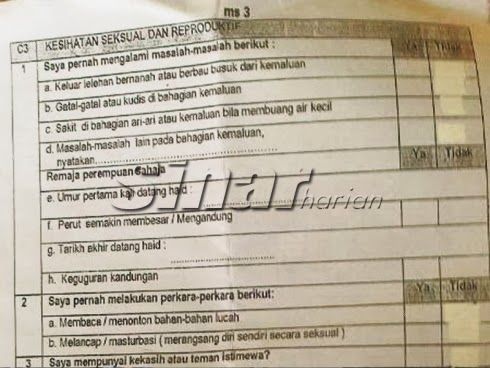 ms 3
C3 KESIHATAN SEKSUAL DAN REPRODUKTIF
1 Saya pernah mengalami masalah-masalah berikut : Ya Tidak
a. Keluar lelehan bernanah atau berbau busuk dari kemaluan
b. Gatal-gatal atau kudis di bahagian kemaluan
c. Sakit di bahagian ari-ari atau kemaluan bila membuang air kecil
d. Masalah-masalah lain pada bahagian kemaluan,
nyatakan
Remaja perempuan Sahaja Ya Tidak
e. Umur pertama kali datang haid :
sinar harian
f. Perut semakin membesar / Mengandung
g. Tarikh akhir datang haid :
h. Keguguran kandungan
2 Saya pernah melakukan perkara-perkara berikut: Ya Tidak
a. Membaca / menonton bahan-bahan lucah
b. Melancap / masturbasi ( merangsang diri sendiri secara seksual )
3 Saya mempunyai kekasih atau teman istimewa?